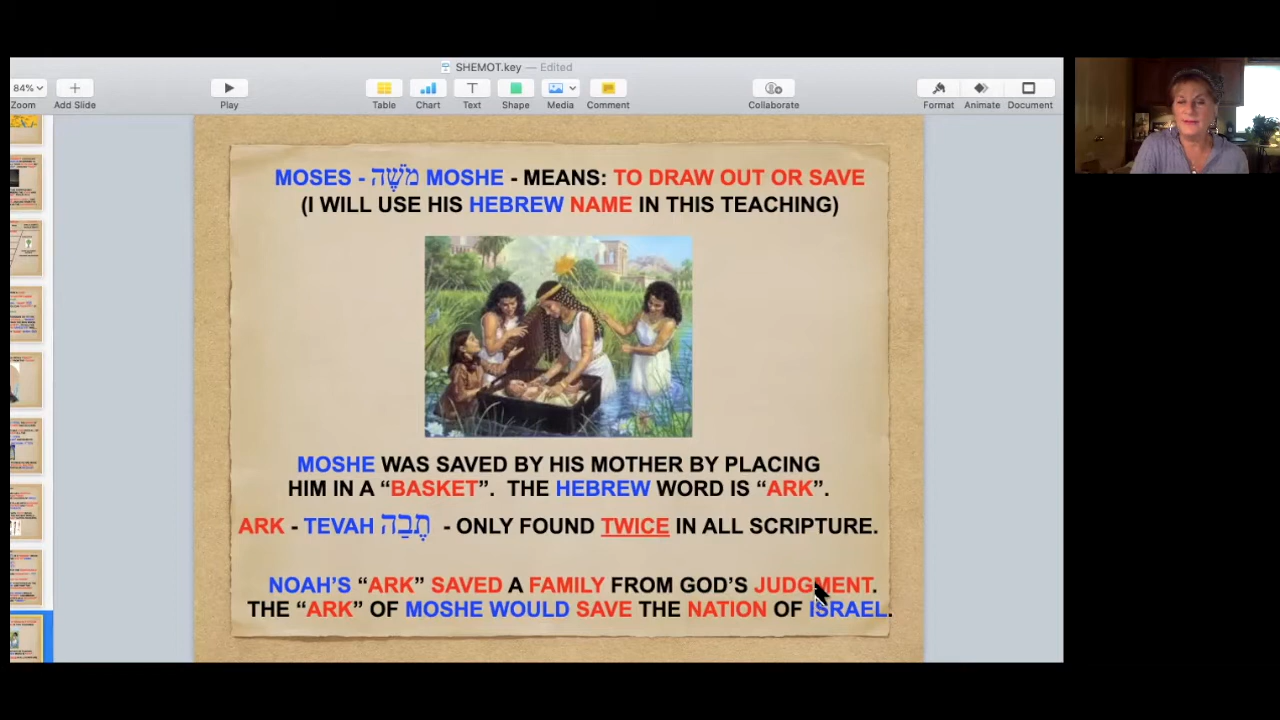 SHEMOT.key — Edited
84%
Zoom
Add Slide
Play
Table
Chart
Text
Shape
Media
Comment
Collaborate
Format
Animate
Document
MOSES - מֹשֶׁה MOSHE - MEANS: TO DRAW OUT OR SAVE
(I WILL USE HIS HEBREW NAME IN THIS TEACHING)
MOSHE WAS SAVED BY HIS MOTHER BY PLACING
HIM IN A “BASKET”. THE HEBREW WORD IS “ARK”.
ARK - TEVAH תֶּבַה - ONLY FOUND TWICE IN ALL SCRIPTURE.
NOAH’S “ARK” SAVED A FAMILY FROM GOD’S JUDGMENT.
THE “ARK” OF MOSHE WOULD SAVE THE NATION OF ISRAEL.